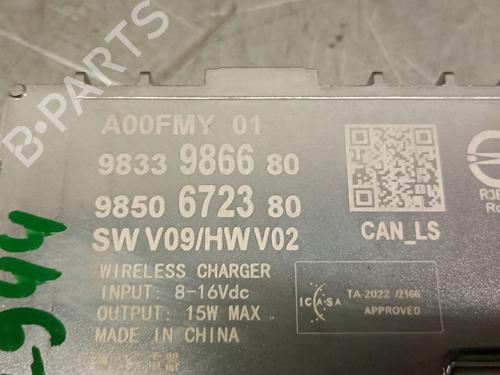 A00FMY 01
9833 9866 80
9850 6723 80
SW V09/HW V02
CAN_LS
WIRELESS CHARGER
INPUT: 8-16Vdc
OUTPUT: 15W MAX
MADE IN CHINA
ICASA
TA-2022 /2166
APPROVED
B-PARTS